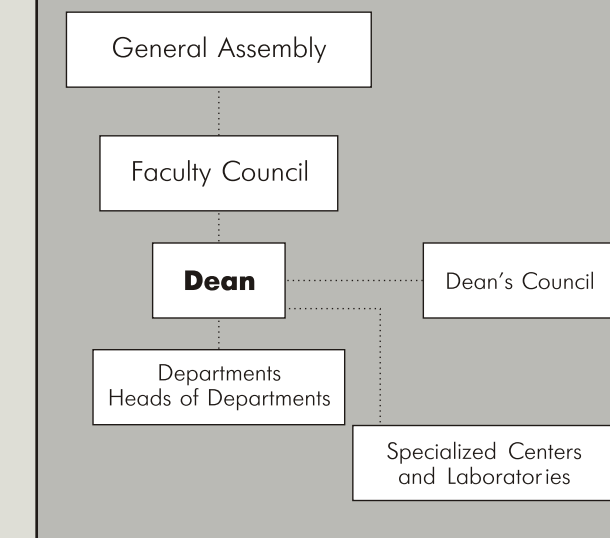 General Assembly
Faculty Council
Dean
Dean's Council
Departments
Heads of Departments
Specialized Centers
and Laboratories